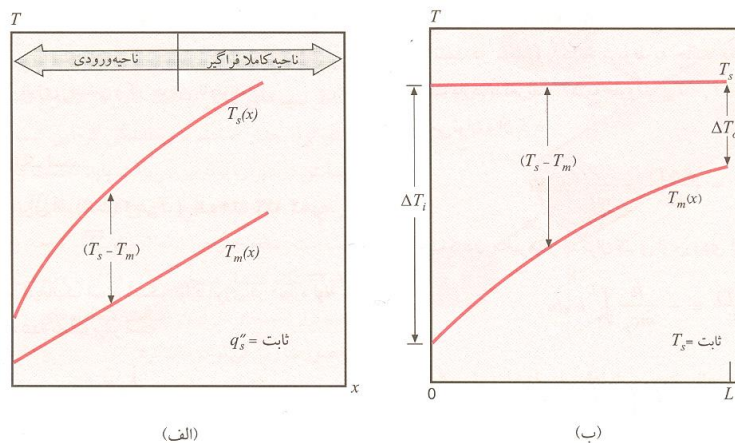 T
ناحیه ورودی
ناحیه کاملا فراگیر
T_s(x)
(T_s – T_m)
T_m(x)
q″_s = ثابت
x
(الف)
T
T_s
ΔT_o
(T_s – T_m)
ΔT_i
T_m(x)
T_s = ثابت
0
L
(ب)